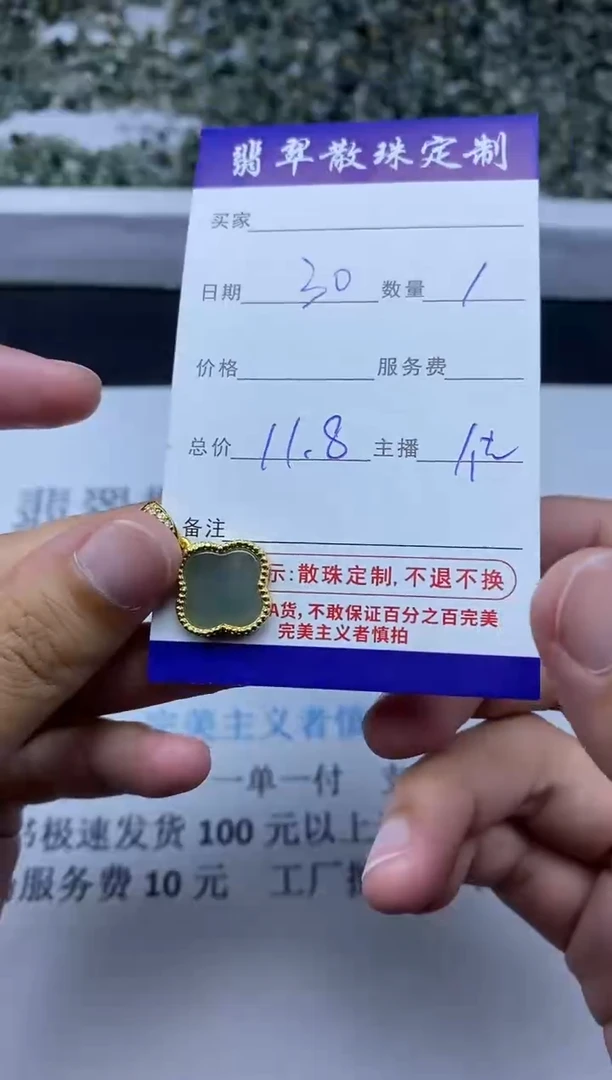 翡翠散珠定制
买家
日期 30 数量 1
价格 服务费
总价 11.8 主播
备注
示:散珠定制,不退不换
A货,不敢保证百分之百完美
完美主义者慎拍
完美主义者慎
一单一付
极速发货 100 元以上
服务费 10 元 工厂